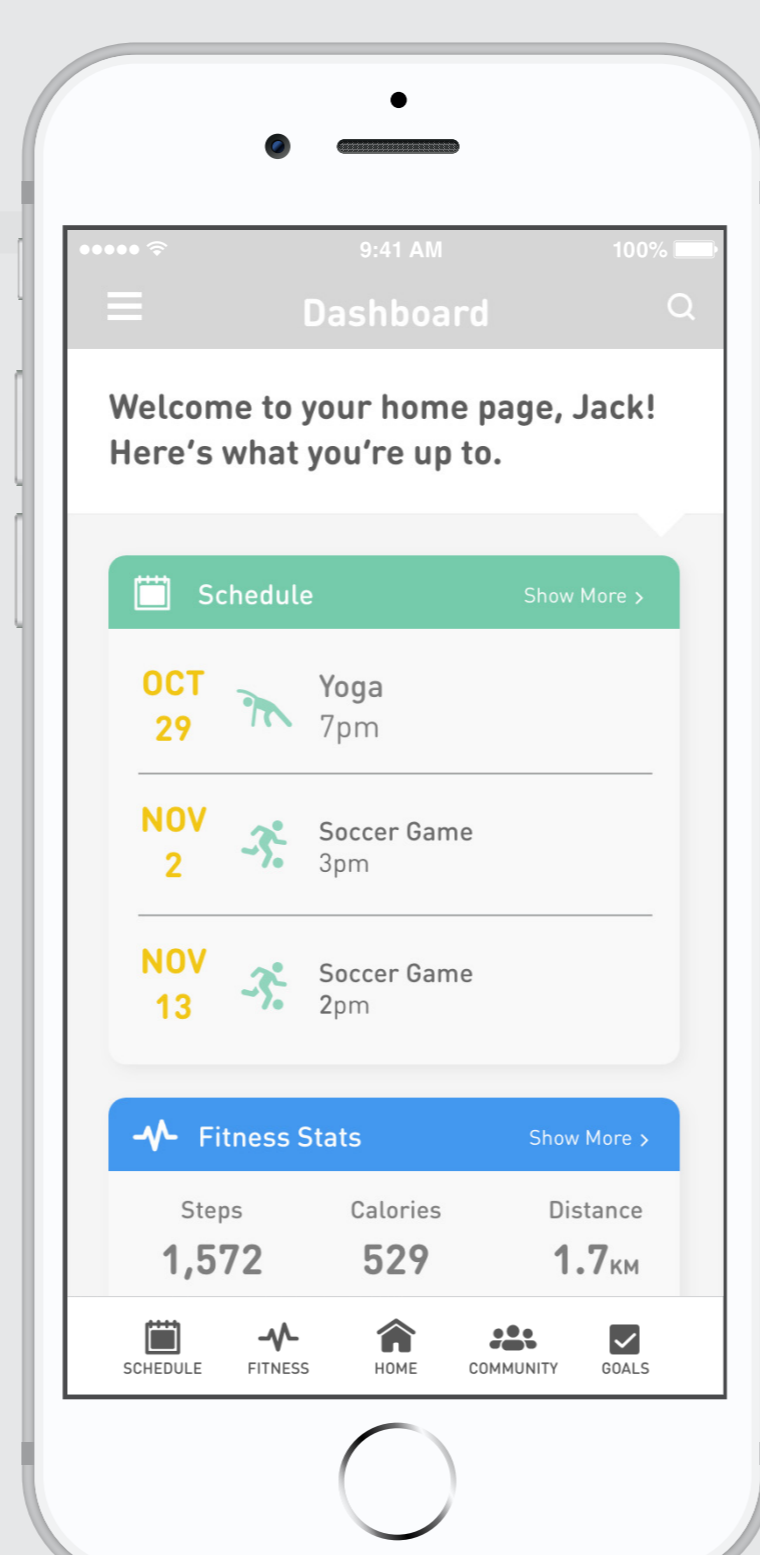 9:41 AM 100%
Dashboard
Welcome to your home page, Jack!
Here's what you're up to.
Schedule Show More >
OCT
29
Yoga
7pm
NOV
2
Soccer Game
3pm
NOV
13
Soccer Game
2pm
Fitness Stats Show More >
Steps Calories Distance
1,572 529 1.7KM
SCHEDULE FITNESS HOME COMMUNITY GOALS